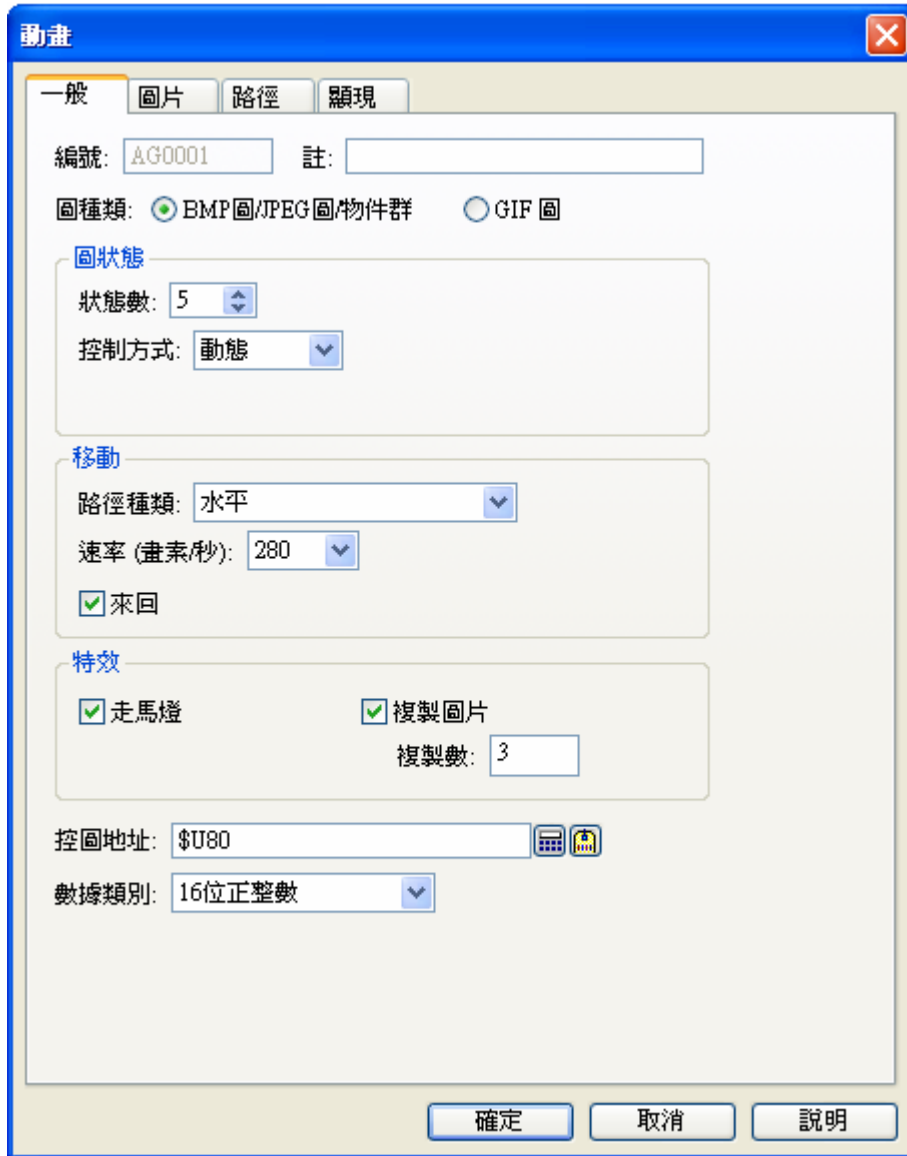 動畫
一般 圖片 路徑 顯現
編號: AG0001 註:
圖種類: BMP圖/JPEG圖/物件群 GIF 圖
圖狀態
狀態數: 5
控制方式: 動態
移動
路徑種類: 水平
速率 (畫素/秒): 280
來回
特效
走馬燈 複製圖片
複製數: 3
控圖地址: $U80
數據類別: 16位正整數
確定 取消 說明